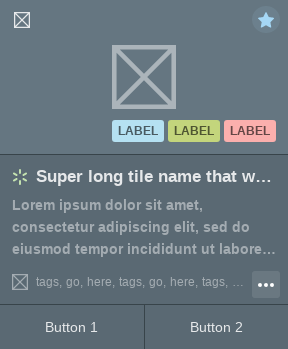 LABEL LABEL LABEL
Super long tile name that w...
Lorem ipsum dolor sit amet,
consectetur adipiscing elit, sed do
eiusmod tempor incididunt ut labore...
tags, go, here, tags, go, here, tags, ...
Button 1 Button 2